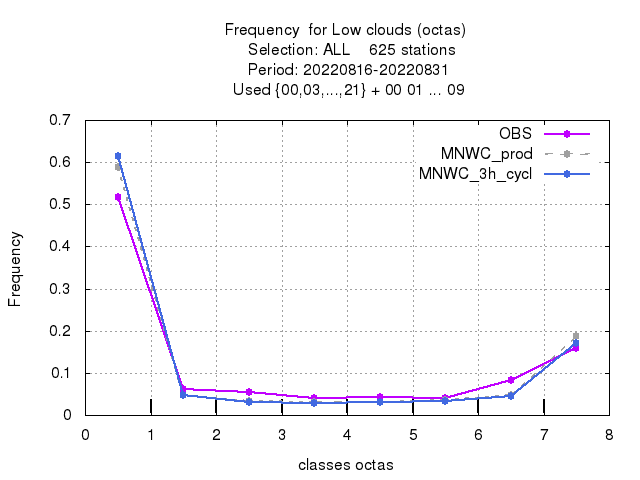 Frequency  for Low clouds (octas)
Selection: ALL    625 stations
Period: 20220816-20220831
Used {00,03,...,21} + 00 01 ... 09
OBS
MNWC_prod
MNWC_3h_cycl
0.7
0.6
0.5
0.4
0.3
0.2
0.1
0
Frequency
0 1 2 3 4 5 6 7 8
classes octas